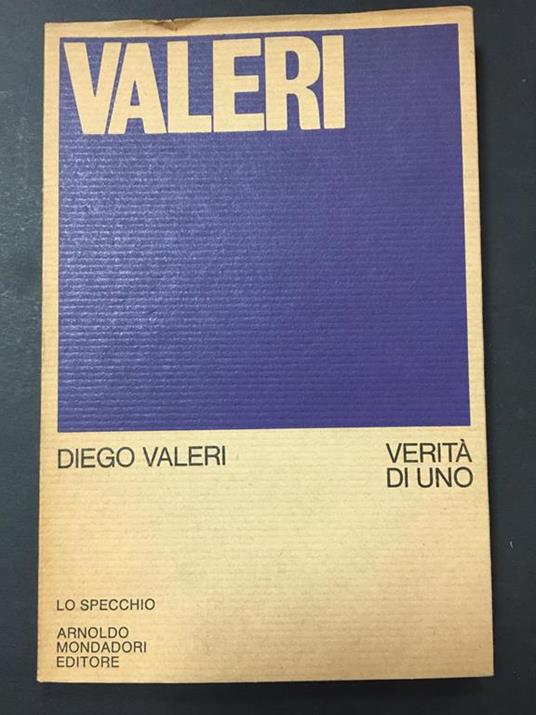 VALERI
DIEGO VALERI
VERITÀ
DI UNO
LO SPECCHIO
ARNOLDO
MONDADORI
EDITORE